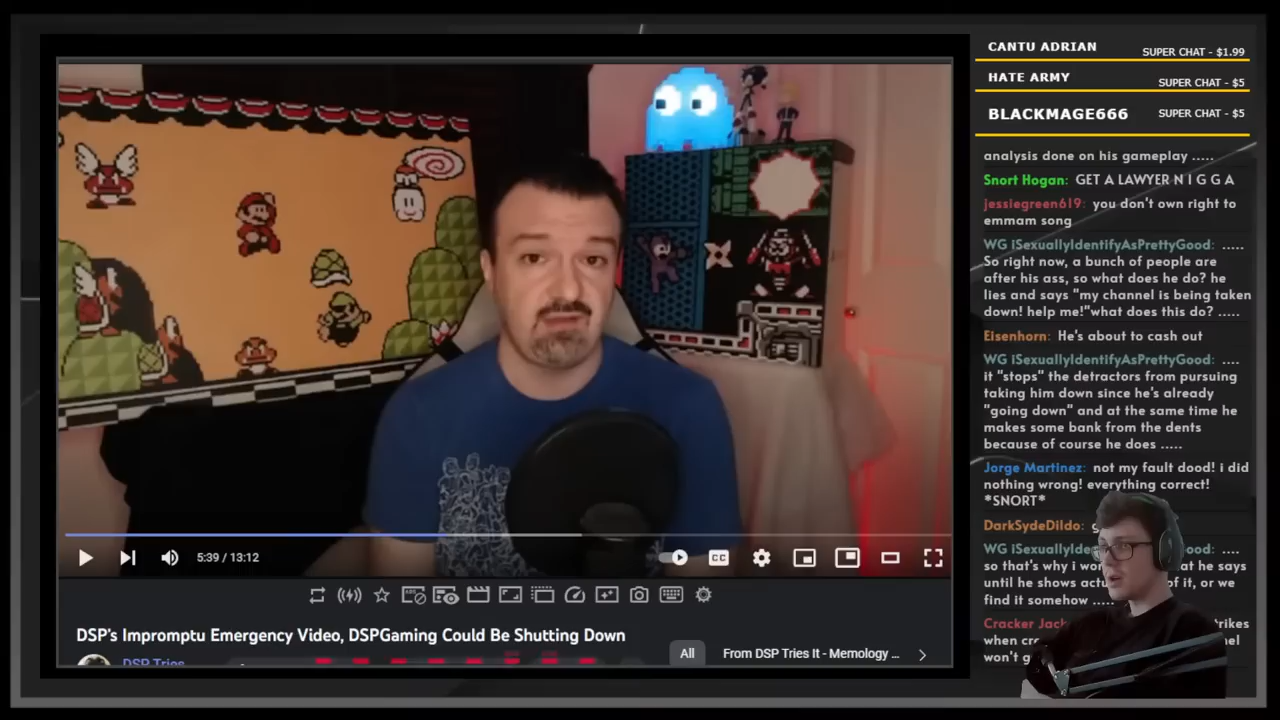 CANTU ADRIAN
SUPER CHAT - $1.99
HATE ARMY
SUPER CHAT - $5
BLACKMAGE666
SUPER CHAT - $5
analysis done on his gameplay .....
Snort Hogan: GET A LAWYER N I G G A
jessiegreen619: you don't own right to
emmam song
WG iSexuallyIdentifyAsPrettyGood: .....
So right now, a bunch of people are
after his ass, so what does he do? he
lies and says "my channel is being taken
down! help me!"what does this do? .....
Eisenhorn: He's about to cash out
WG iSexuallyIdentifyAsPrettyGood: ....
it "stops" the detractors from pursuing
taking him down since he's already
"going down" and at the same time he
makes some bank from the dents
because of course he does .....
Jorge Martinez: not my fault dood! i did
nothing wrong! everything correct!
*SNORT*
DarkSydeDildo:
WG iSexuallyIde ....
so that's why i he says
until he shows of it, or we
find it somehow ....
Cracker
when
won't
5:39 / 13:12
CC
DSP's Impromptu Emergency Video, DSPGaming Could Be Shutting Down
DSP Tries
All
From DSP Tries It - Memology ...